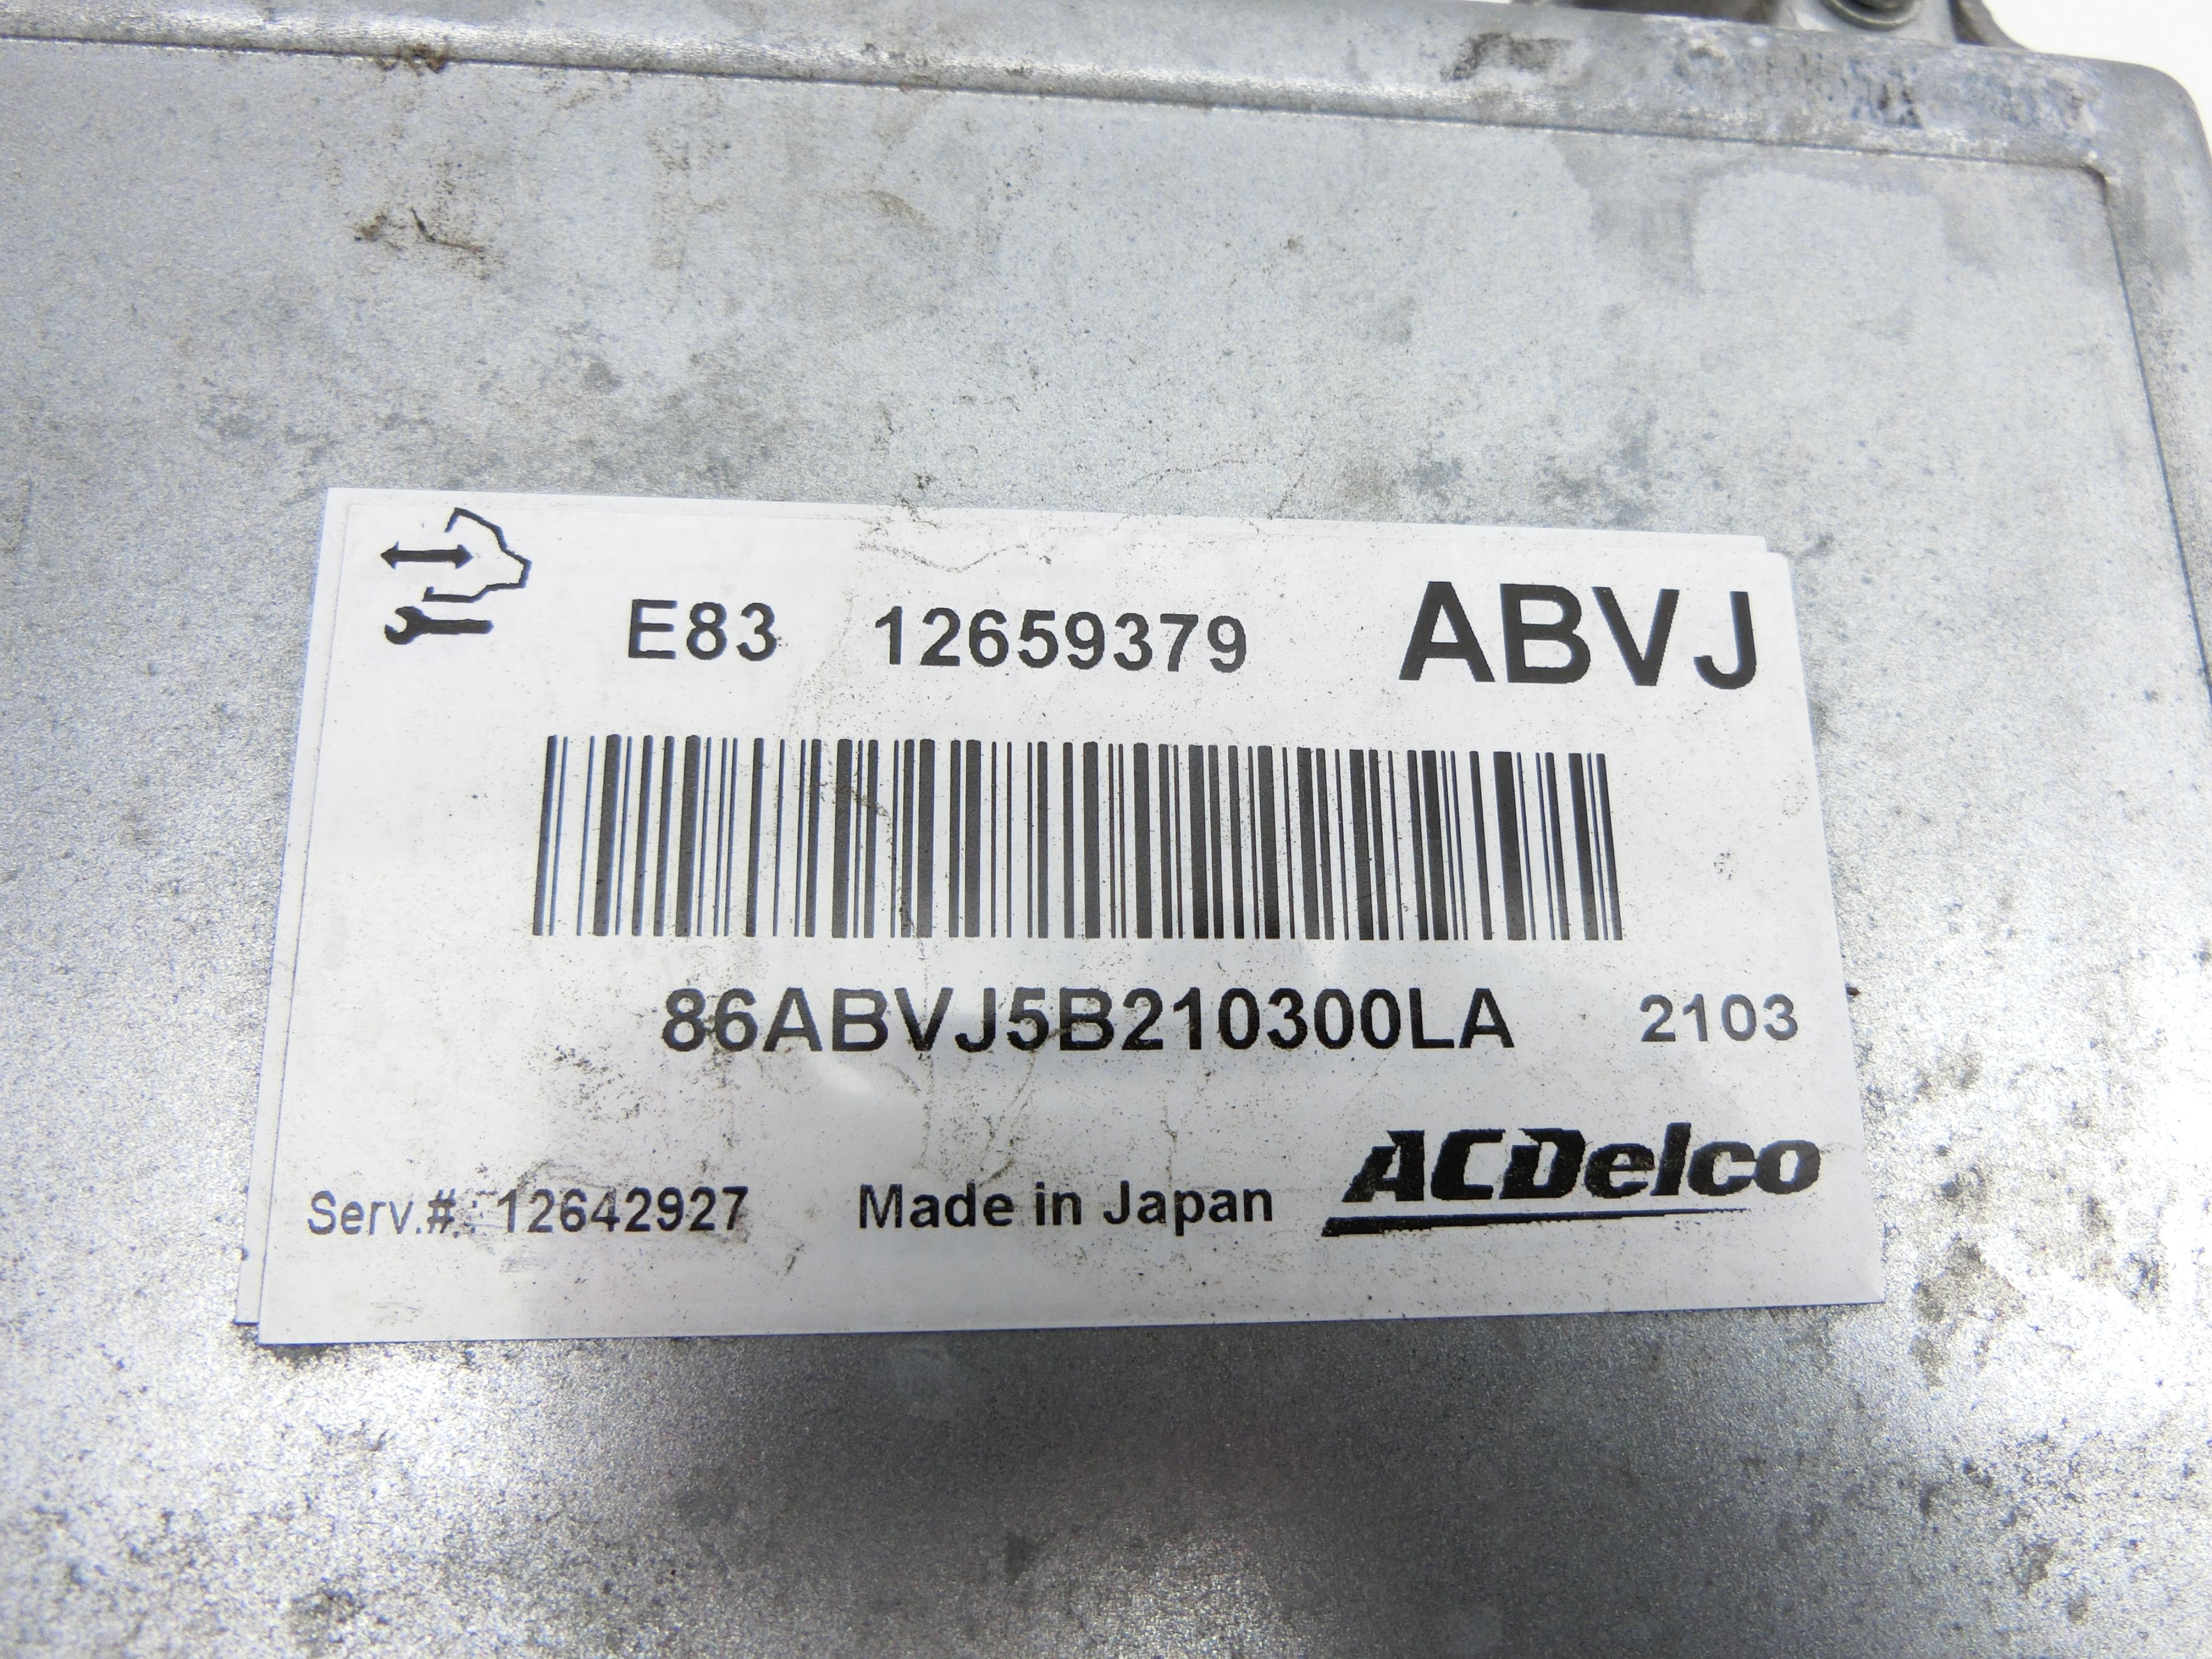 E83 12659379 ABVJ
86ABVJ5B210300LA 2103
Serv.#: 12642927 Made in Japan ACDelco